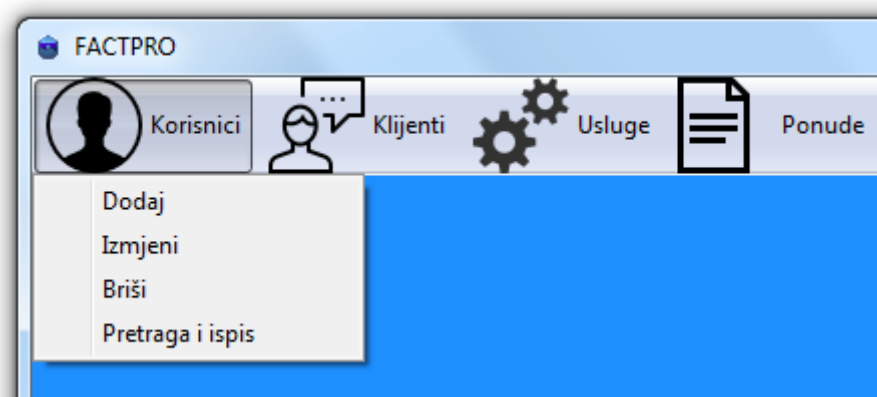 FACTPRO
Korisnici Klijenti Usluge Ponude
Dodaj
Izmjeni
Briši
Pretraga i ispis